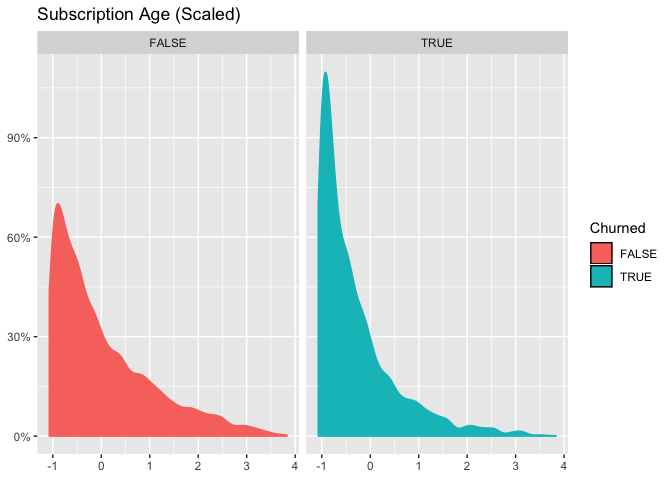 Subscription Age (Scaled)
FALSE
TRUE
90%
60%
30%
0%
-1 0 1 2 3 4
-1 0 1 2 3 4
Churned
FALSE
TRUE